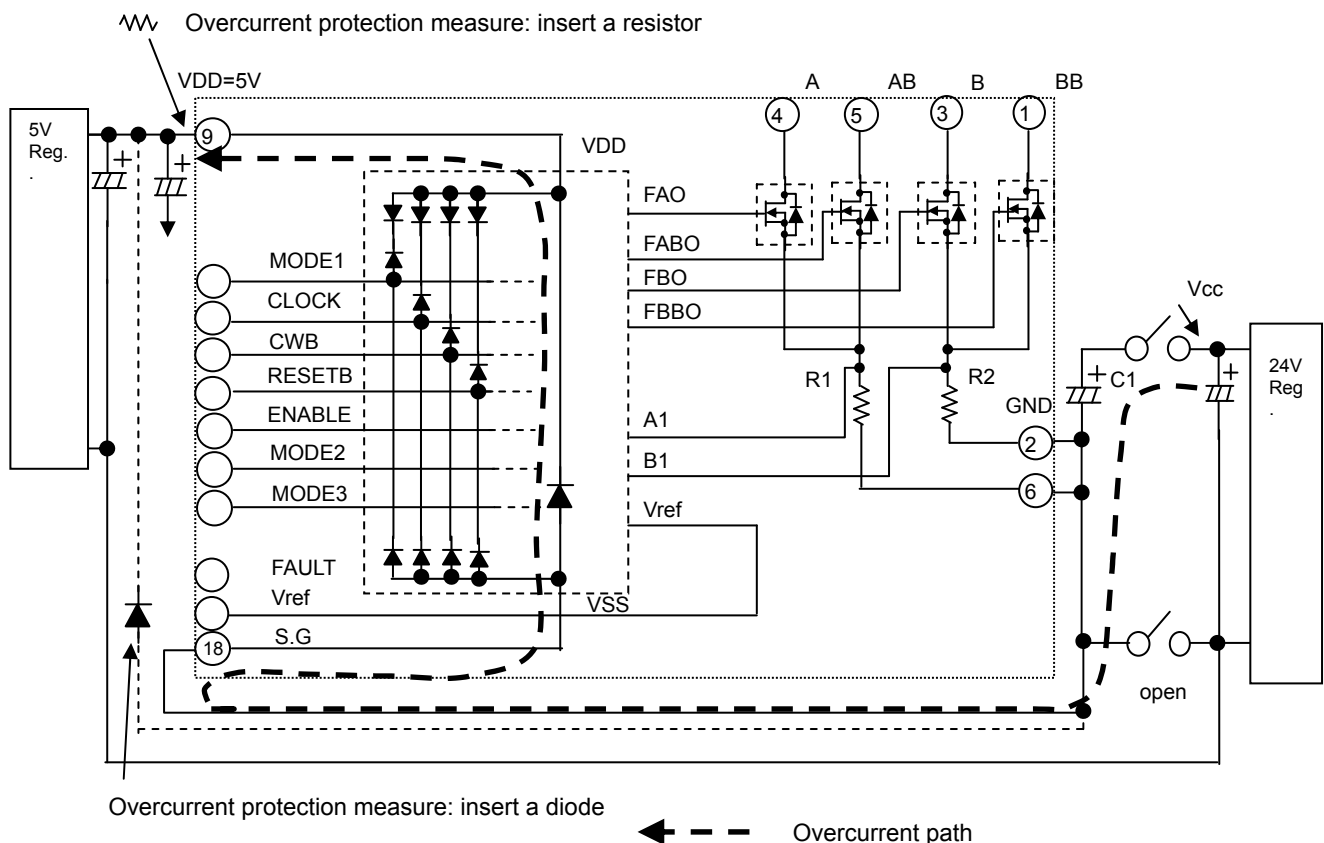 Overcurrent protection measure: insert a resistor
VDD=5V
A
AB
B
BB
5V
Reg.
.
+
+
9
4
5
3
1
VDD
FAO
FABO
FBO
FBBO
MODE1
CLOCK
CWB
RESETB
ENABLE
MODE2
MODE3
FAULT
Vref
S.G
18
VSS
A1
B1
Vref
R1
R2
GND
2
6
Vcc
+
C1
+
24V
Reg
.
open
Overcurrent protection measure: insert a diode
Overcurrent path